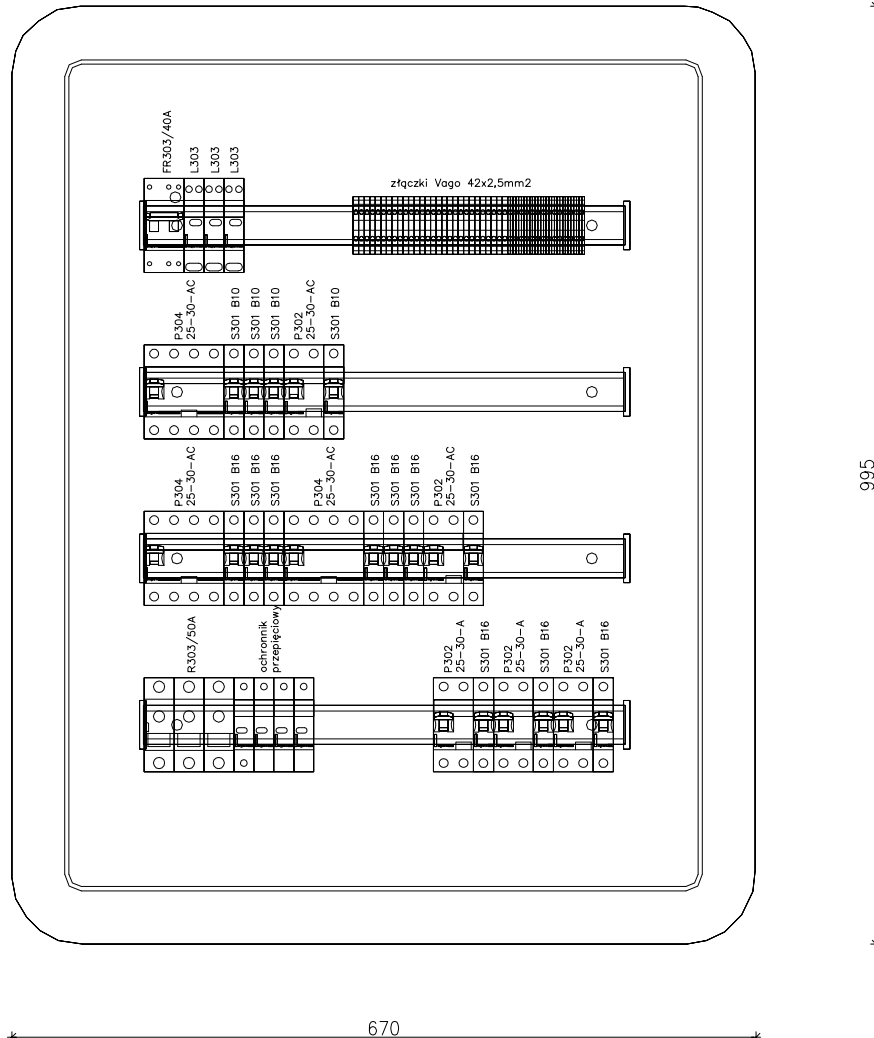 FR303/40A
L303
L303
L303
złączki Vago 42x2,5mm2
P304
25-30-AC
S301 B10
S301 B10
S301 B10
P302
25-30-AC
S301 B10
P304
25-30-AC
S301 B16
S301 B16
S301 B16
P304
25-30-AC
S301 B16
S301 B16
S301 B16
P302
25-30-AC
S301 B16
R303/50A
ochronnik
przepięciowy
P302
25-30-A
S301 B16
P302
25-30-A
S301 B16
P302
25-30-A
S301 B16
995
670